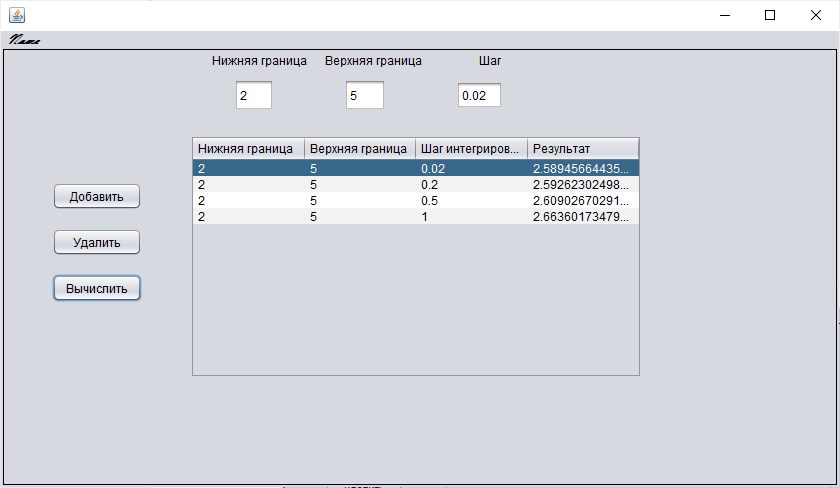 Name
Нижняя граница Верхняя граница Шаг
2 5 0.02
Нижняя граница Верхняя граница Шаг интегриров... Результат
2 5 0.02 2.58945664435...
2 5 0.2 2.59262302498...
2 5 0.5 2.60902670291...
2 5 1 2.66360173479...
Добавить
Удалить
Вычислить